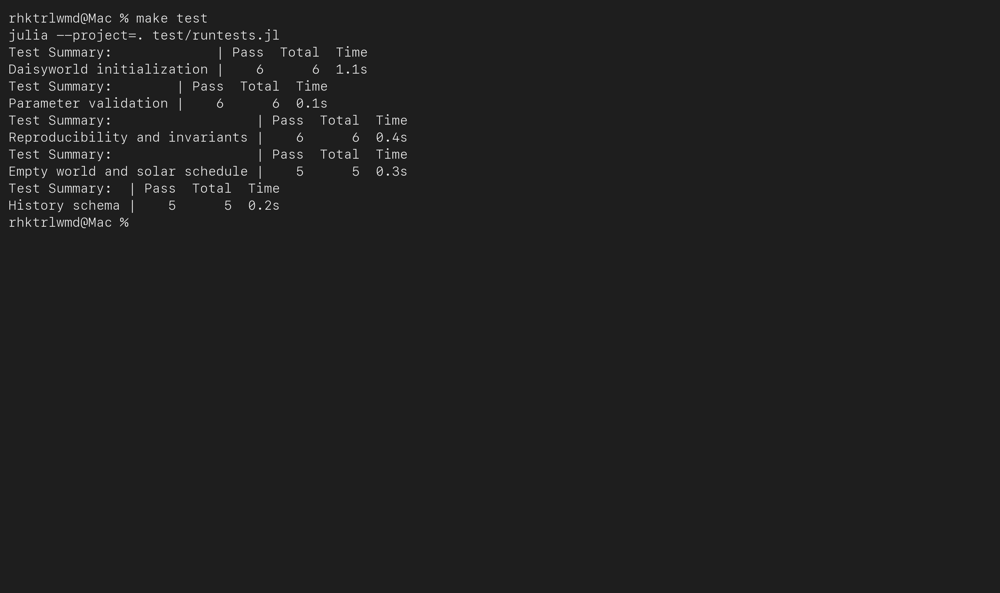 rhktrlwmd@Mac % make test
julia --project=. test/runtests.jl
Test Summary:             | Pass  Total  Time
Daisyworld initialization |    6      6  1.1s
Test Summary:        | Pass  Total  Time
Parameter validation |    6      6  0.1s
Test Summary:                  | Pass  Total  Time
Reproducibility and invariants |    6      6  0.4s
Test Summary:                  | Pass  Total  Time
Empty world and solar schedule |    5      5  0.3s
Test Summary:  | Pass  Total  Time
History schema |    5      5  0.2s
rhktrlwmd@Mac %